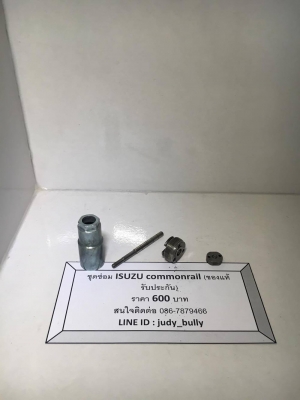 ชุดซ่อม ISUZU commonrail (ของแท้
รับประกัน)
ราคา 600 บาท
สนใจติดต่อ 086-7879466
LINE ID : judy_bully